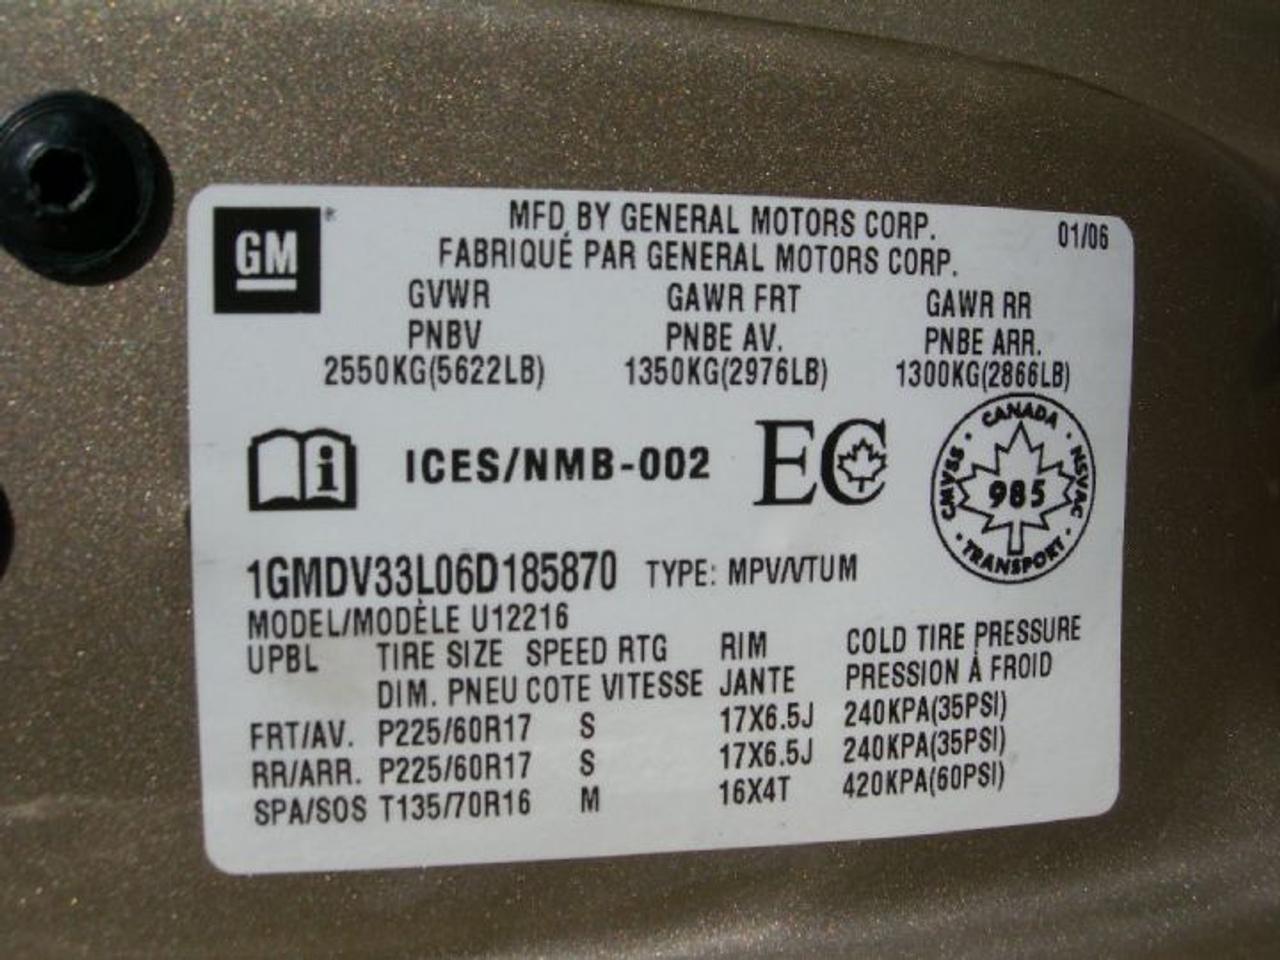 GM®
MFD BY GENERAL MOTORS CORP.
01/06
FABRIQUÉ PAR GENERAL MOTORS CORP.
GVWR GAWR FRT GAWR RR
PNBV PNBE AV. PNBE ARR.
2550KG(5622LB) 1350KG(2976LB) 1300KG(2866LB)
i ICES/NMB-002 EC
CANADA · NSVAC · TRANSPORT · CMVSS ·
985
1GMDV33L06D185870 TYPE: MPV/VTUM
MODEL/MODÈLE U12216
UPBL TIRE SIZE SPEED RTG RIM COLD TIRE PRESSURE
DIM. PNEU COTE VITESSE JANTE PRESSION À FROID
FRT/AV. P225/60R17 S 17X6.5J 240KPA(35PSI)
RR/ARR. P225/60R17 S 17X6.5J 240KPA(35PSI)
SPA/SOS T135/70R16 M 16X4T 420KPA(60PSI)